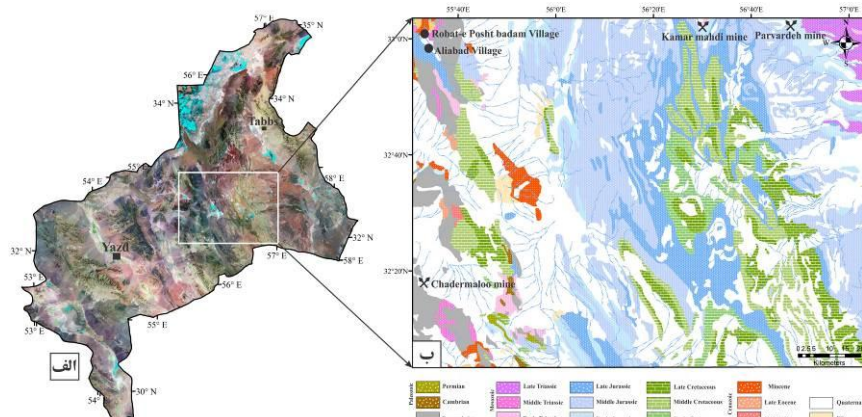 57° E
35° N
56° E
34° N
34° N
Tabbs
55° E
54° E
58° E
Yazd
32° N
32° N
57° E
58° E
53° E
56° E
55° E
53° E
54°
30° N
الف
55°40'E
56°0'E
56°20'E
56°40'E
57°0'E
Robat-e Posht badam Village
Aliabad Village
Kamar mahdi mine
Parvardeh mine
N
W
S
32°40'N
32°20'N
Chadermaloo mine
ب
Kilometers
Paleozoic
Permian
Cambrian
Mesozoic
Late Triassic
Middle Triassic
Late Jurassic
Middle Jurassic
Late Cretaceous
Middle Cretaceous
Cenozoic
Miocene
Late Eocene
Quaternary